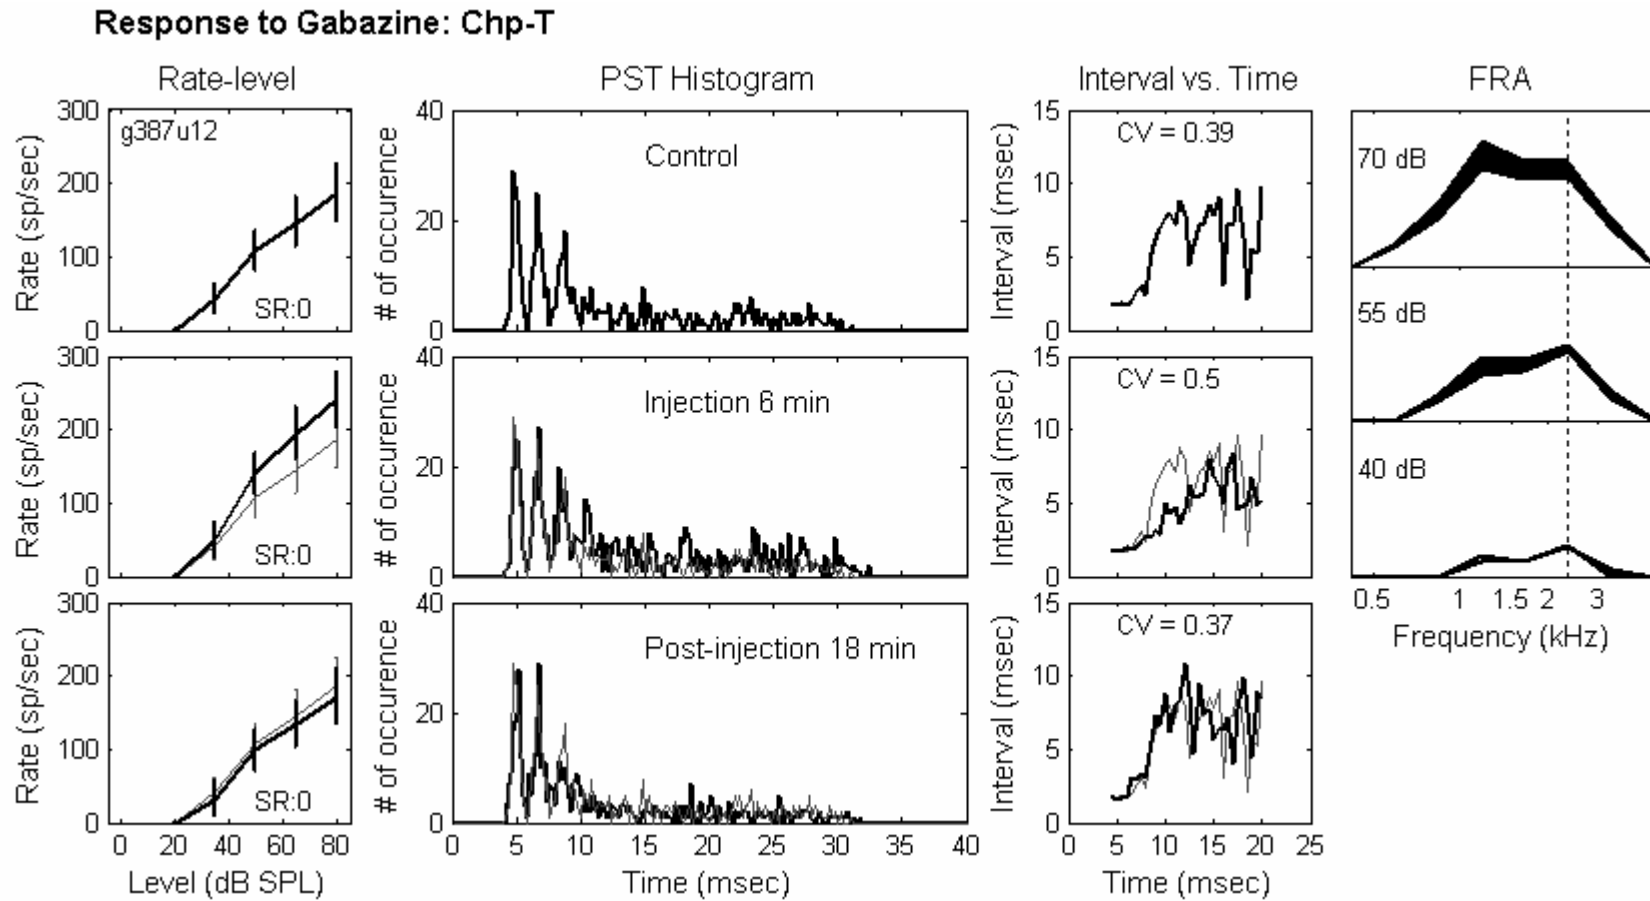 Response to Gabazine: Chp-T
Rate-level
PST Histogram
Interval vs. Time
FRA
300
200
100
0
Rate (sp/sec)
g387u12
SR:0
40
20
0
# of occurence
Control
15
10
5
0
Interval (msec)
CV = 0.39
70 dB
55 dB
40 dB
0.5 1 1.5 2 3
Frequency (kHz)
300
200
100
0
Rate (sp/sec)
SR:0
40
20
0
# of occurence
Injection 6 min
15
10
5
0
Interval (msec)
CV = 0.5
300
200
100
0
Rate (sp/sec)
SR:0
0 20 40 60 80
Level (dB SPL)
40
20
0
# of occurence
Post-injection 18 min
0 5 10 15 20 25 30 35 40
Time (msec)
15
10
5
0
Interval (msec)
CV = 0.37
0 5 10 15 20 25
Time (msec)